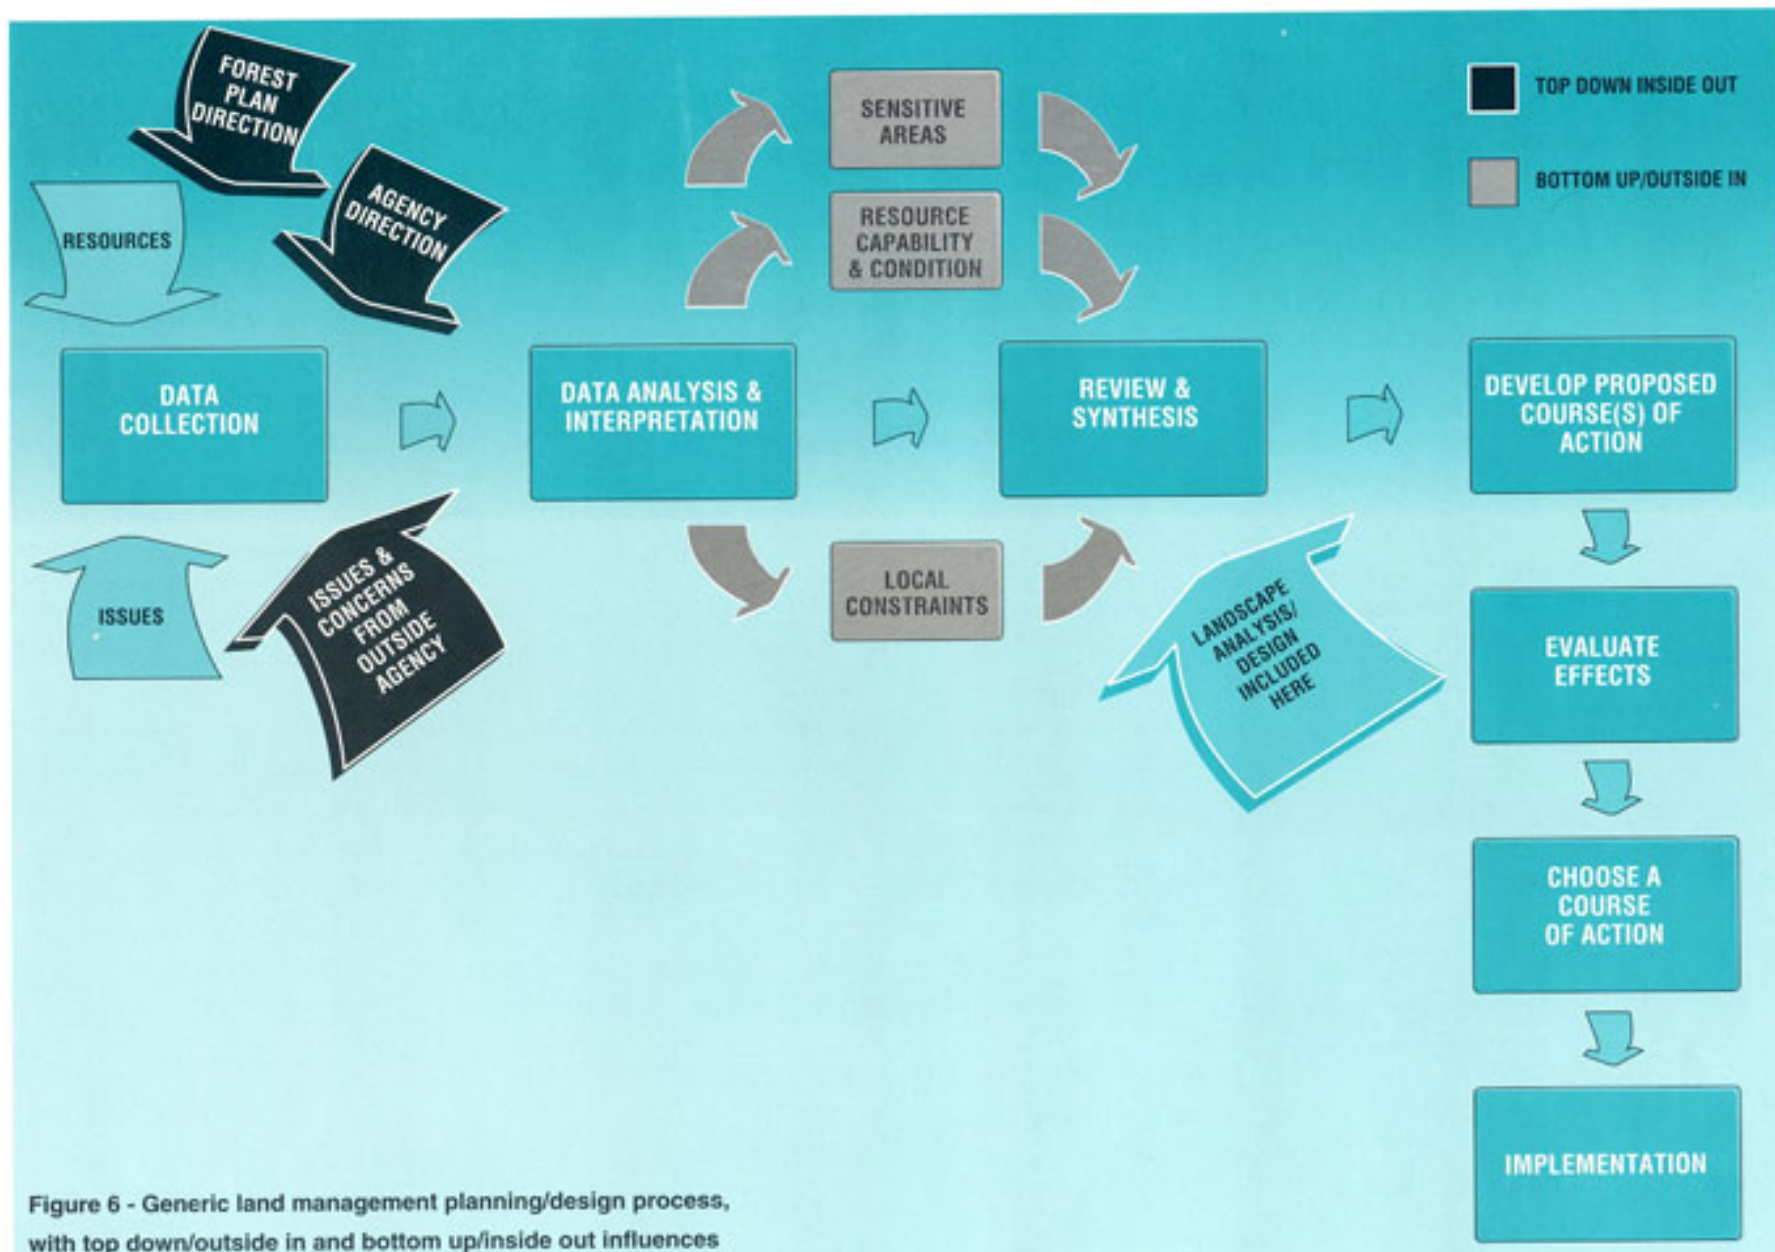 FOREST
PLAN
DIRECTION
AGENCY
DIRECTION
RESOURCES
SENSITIVE
AREAS
RESOURCE
CAPABILITY
& CONDITION
TOP DOWN INSIDE OUT
BOTTOM UP/OUTSIDE IN
DATA
COLLECTION
DATA ANALYSIS &
INTERPRETATION
REVIEW &
SYNTHESIS
DEVELOP PROPOSED
COURSE(S) OF
ACTION
ISSUES
ISSUES &
CONCERNS
FROM
OUTSIDE
AGENCY
LOCAL
CONSTRAINTS
LANDSCAPE
ANALYSIS/
DESIGN
INCLUDED
HERE
EVALUATE
EFFECTS
CHOOSE A
COURSE
OF ACTION
IMPLEMENTATION
Figure 6 - Generic land management planning/design process,
with top down/outside in and bottom up/inside out influences